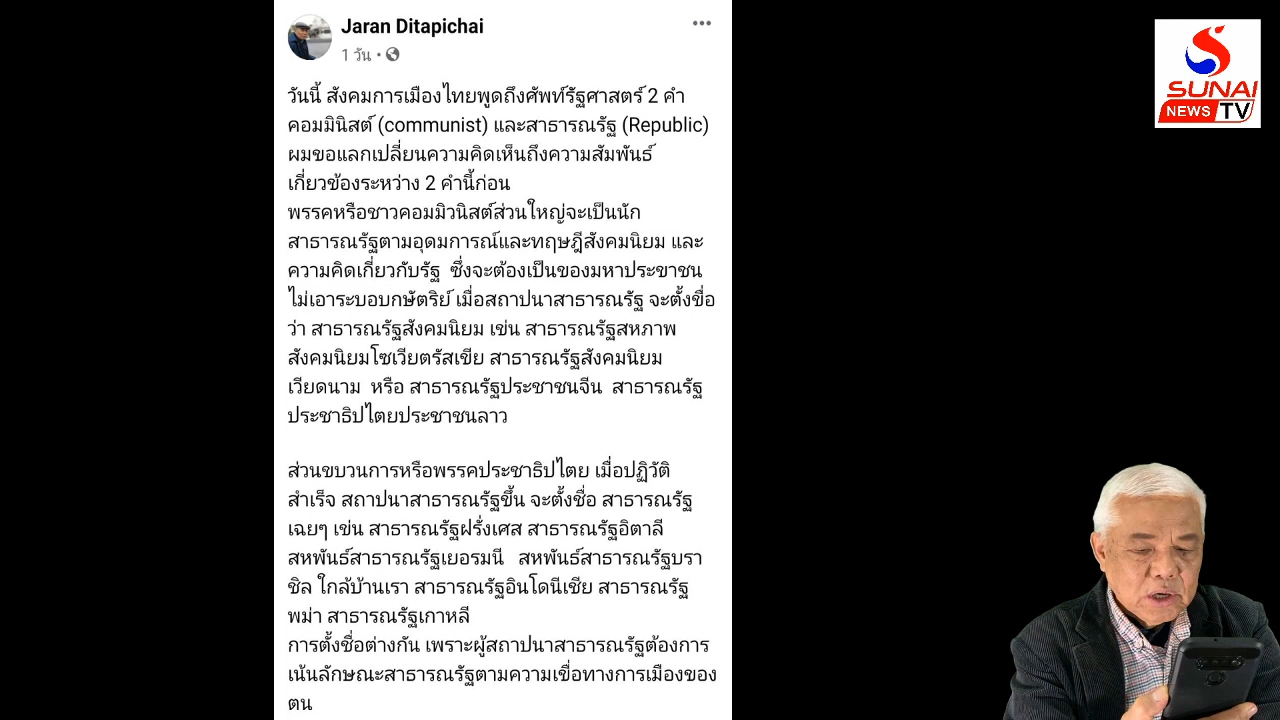 Jaran Ditapichai
1 วัน
วันนี้ สังคมการเมืองไทยพูดถึงศัพท์รัฐศาสตร์ 2 คำ
คอมมินิสต์ (communist) และสาธารณรัฐ (Republic)
ผมขอแลกเปลี่ยนความคิดเห็นถึงความสัมพันธ์
เกี่ยวข้องระหว่าง 2 คำนี้ก่อน
พรรคหรือชาวคอมมิวนิสต์ส่วนใหญ่จะเป็นนัก
สาธารณรัฐตามอุดมการณ์และทฤษฎีสังคมนิยม และ
ความคิดเกี่ยวกับรัฐ ซึ่งจะต้องเป็นของมหาประขาชน
ไม่เอาระบอบกษัตริย์ เมื่อสถาปนาสาธารณรัฐ จะตั้งขื่อ
ว่า สาธารณรัฐสังคมนิยม เข่น สาธารณรัฐสหภาพ
สังคมนิยมโซเวียตรัสเขีย สาธารณรัฐสังคมนิยม
เวียดนาม หรือ สาธารณรัฐประชาชนจีน สาธารณรัฐ
ประชาธิปไตยประชาชนลาว
ส่วนขบวนการหรือพรรคประชาธิปไตย เมื่อปฏิวัติ
สำเร็จ สถาปนาสาธารณรัฐขึ้น จะตั้งชื่อ สาธารณรัฐ
เฉยๆ เข่น สาธารณรัฐฝรั่งเศส สาธารณรัฐอิตาลี
สหพันธ์สาธารณรัฐเยอรมนี สหพันธ์สาธารณรัฐบรา
ซิล ใกล้บ้านเรา สาธารณรัฐอินโดนีเซีย สาธารณรัฐ
พม่า สาธารณรัฐเกาหลี
การตั้งชื่อต่างกัน เพราะผู้สถาปนาสาธารณรัฐต้องการ
เน้นลักษณะสาธารณรัฐตามความเขื่อทางการเมืองของ
ตน
SUNAI
NEWS TV